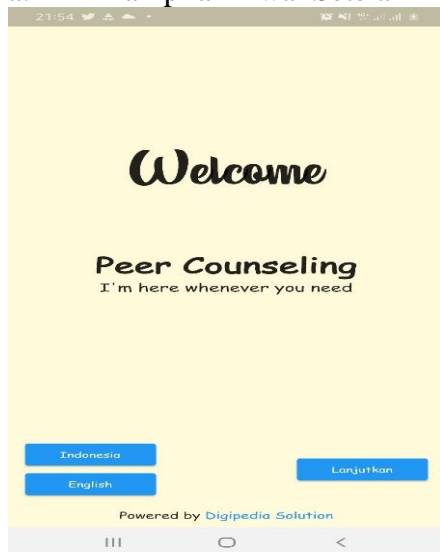 21:54
Welcome
Peer Counseling
I'm here whenever you need
Indonesia
English
Lanjutkan
Powered by Digipedia Solution